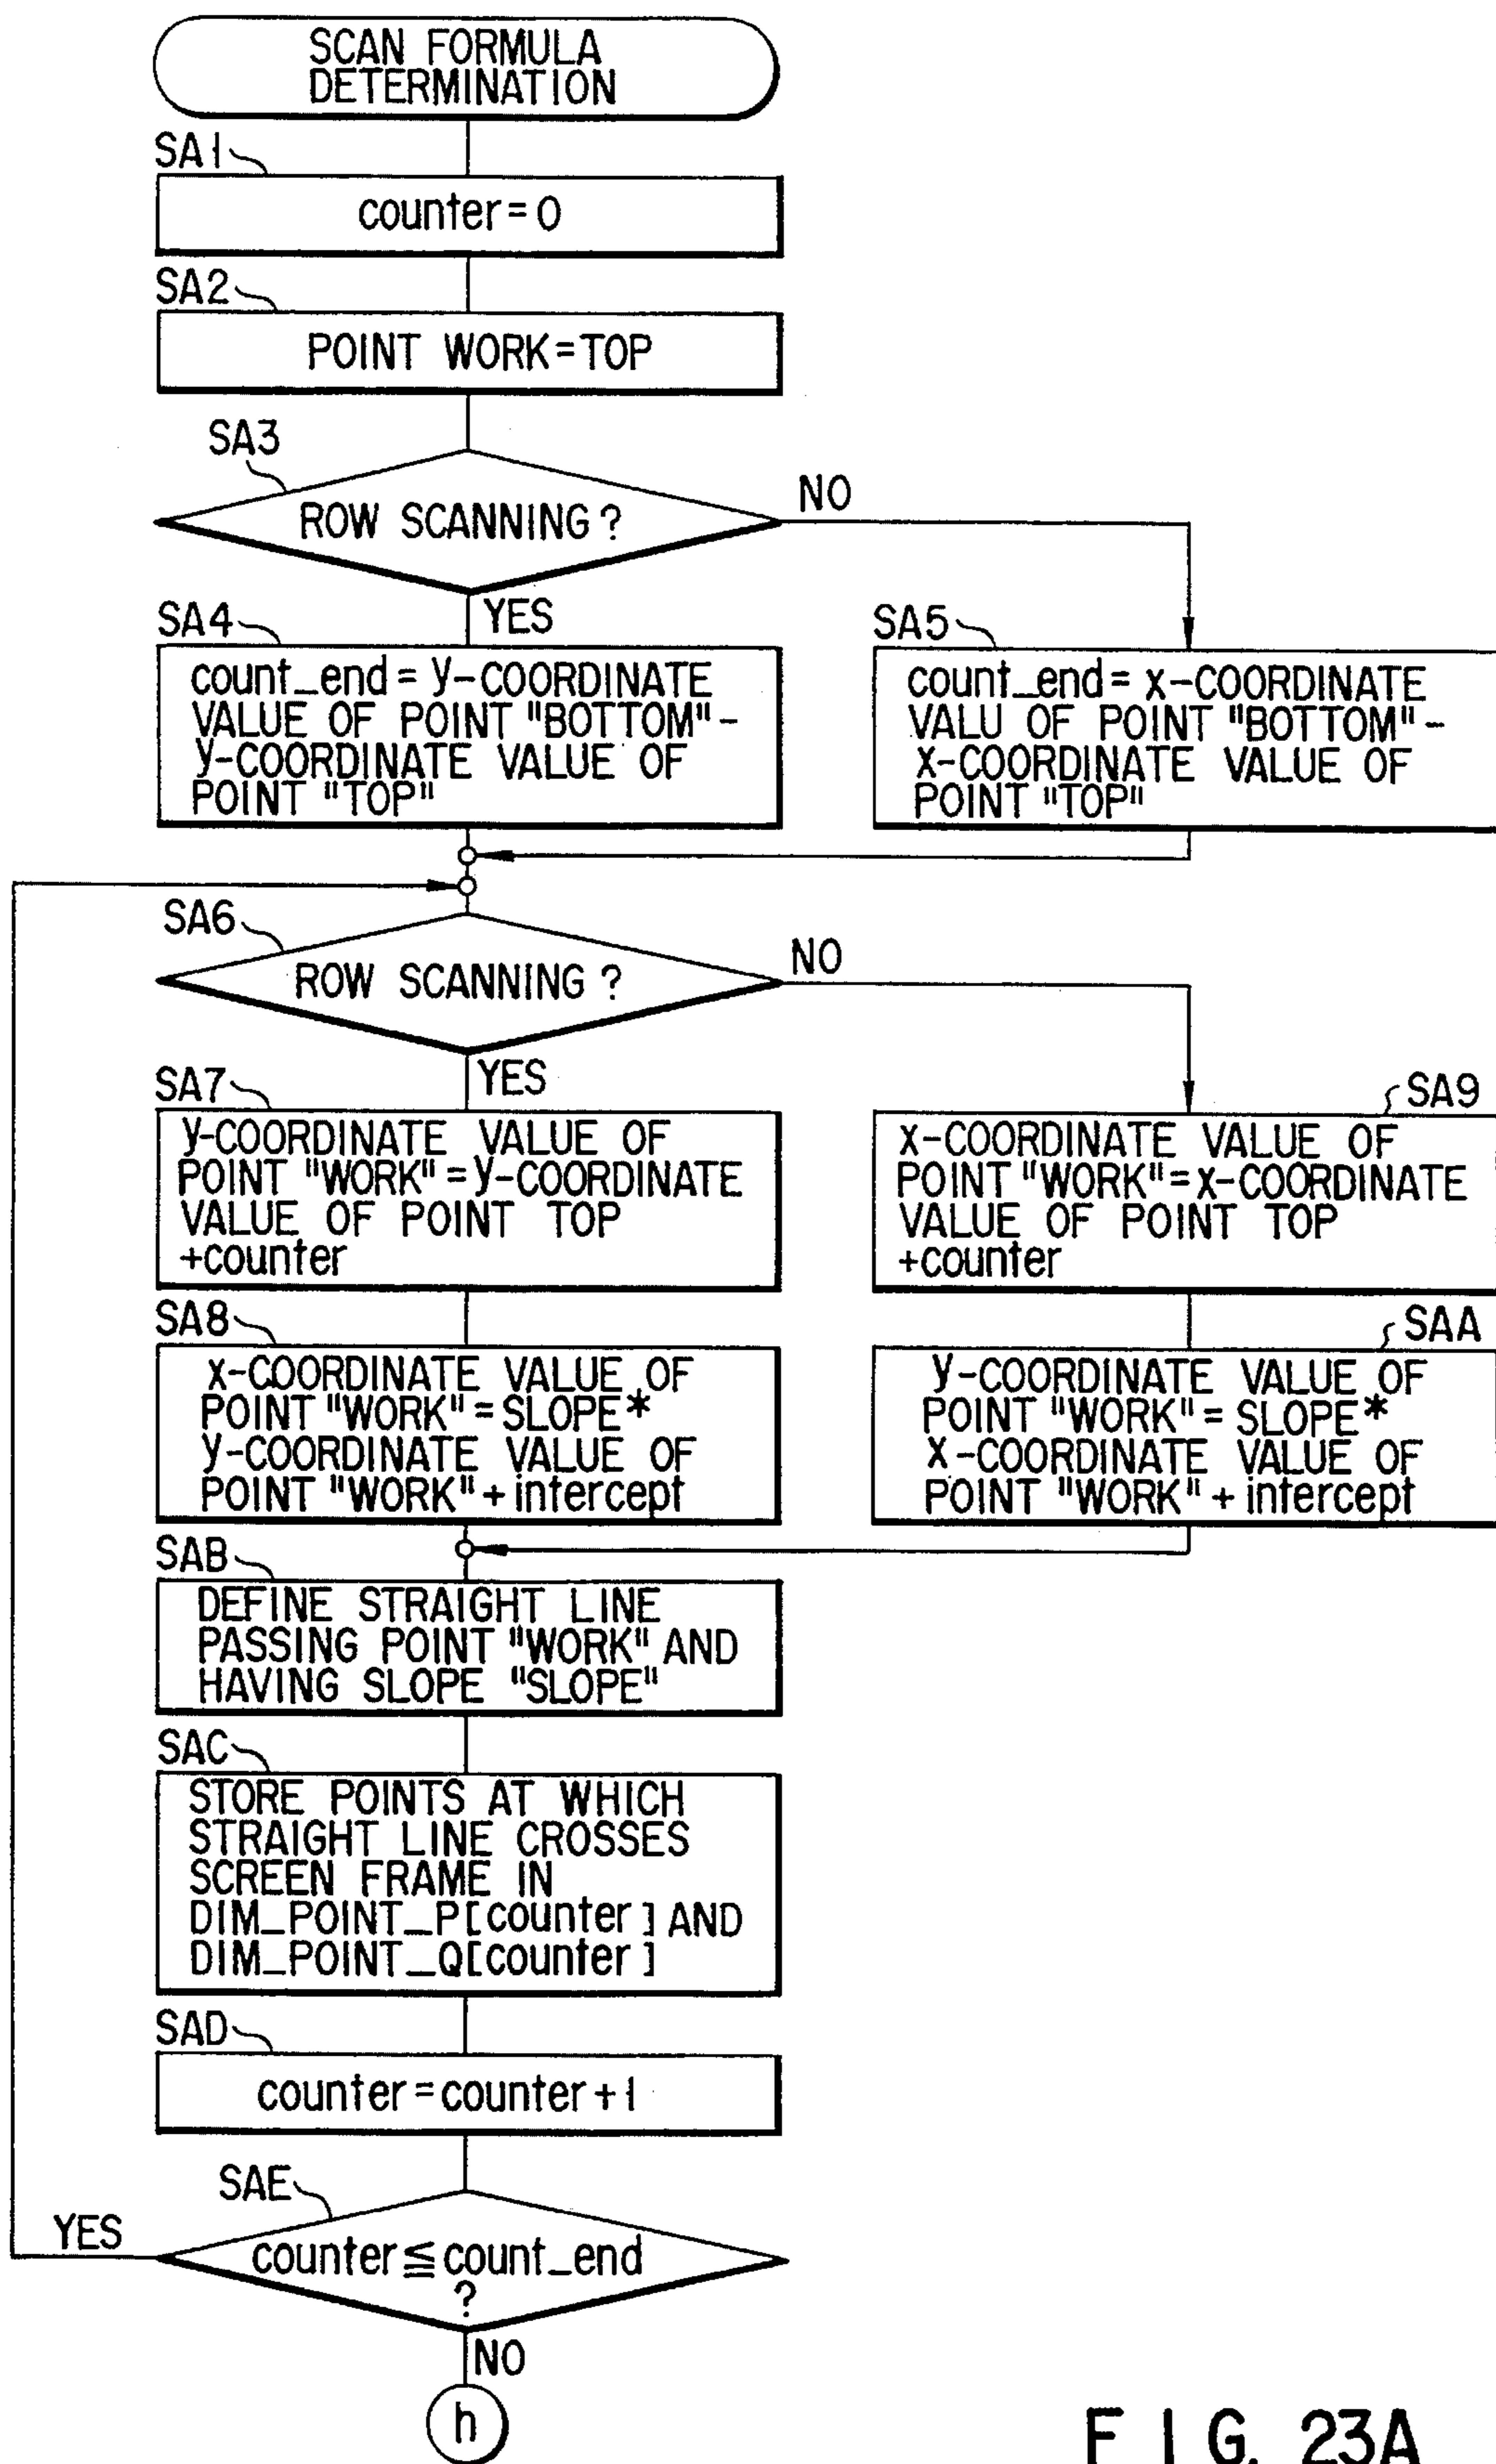 SCAN FORMULA
DETERMINATION
SA1
counter=0
SA2
POINT WORK=TOP
SA3
ROW SCANNING?
NO
YES
SA4
count_end=y-COORDINATE
VALUE OF POINT "BOTTOM"-
y-COORDINATE VALUE OF
POINT "TOP"
SA5
count_end=x-COORDINATE
VALU OF POINT "BOTTOM"-
x-COORDINATE VALUE OF
POINT "TOP"
SA6
ROW SCANNING?
NO
YES
SA7
y-COORDINATE VALUE OF
POINT "WORK"=y-COORDINATE
VALUE OF POINT TOP
+counter
SA9
x-COORDINATE VALUE OF
POINT "WORK"=x-COORDINATE
VALUE OF POINT TOP
+counter
SA8
x-COORDINATE VALUE OF
POINT "WORK"=SLOPE*
y-COORDINATE VALUE OF
POINT "WORK"+intercept
SAA
y-COORDINATE VALUE OF
POINT "WORK"=SLOPE*
x-COORDINATE VALUE OF
POINT "WORK"+intercept
SAB
DEFINE STRAIGHT LINE
PASSING POINT "WORK" AND
HAVING SLOPE "SLOPE"
SAC
STORE POINTS AT WHICH
STRAIGHT LINE CROSSES
SCREEN FRAME IN
DIM_POINT_P[counter] AND
DIM_POINT_Q[counter]
SAD
counter=counter+1
SAE
YES
counter≦count_end
?
NO
h
FIG. 23A